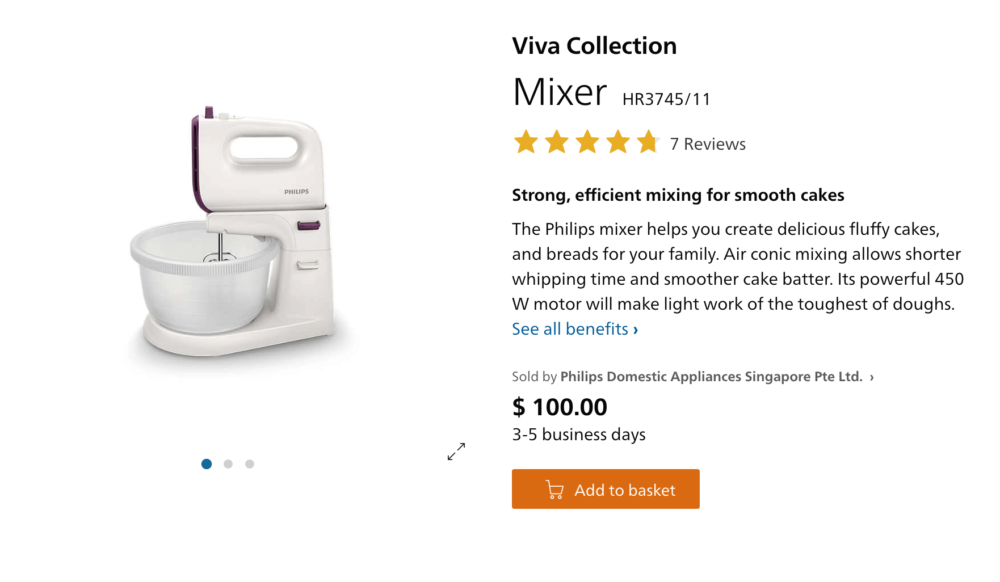 Viva Collection
Mixer HR3745/11
7 Reviews
PHILIPS
Strong, efficient mixing for smooth cakes
The Philips mixer helps you create delicious fluffy cakes,
and breads for your family. Air conic mixing allows shorter
whipping time and smoother cake batter. Its powerful 450
W motor will make light work of the toughest of doughs.
See all benefits ›
Sold by Philips Domestic Appliances Singapore Pte Ltd. ›
$ 100.00
3-5 business days
Add to basket